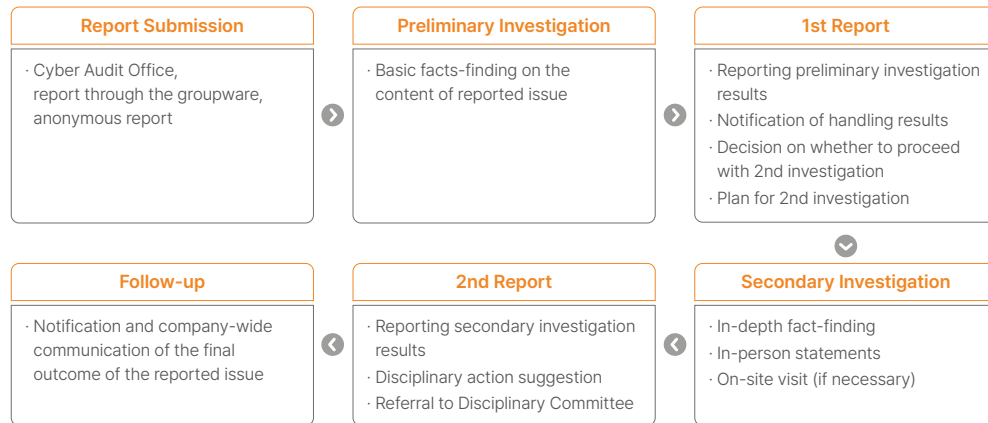 Report Submission
· Cyber Audit Office,
report through the groupware,
anonymous report
Preliminary Investigation
· Basic facts-finding on the
content of reported issue
1st Report
· Reporting preliminary investigation
results
· Notification of handling results
· Decision on whether to proceed
with 2nd investigation
· Plan for 2nd investigation
Secondary Investigation
· In-depth fact-finding
· In-person statements
· On-site visit (if necessary)
2nd Report
· Reporting secondary investigation
results
· Disciplinary action suggestion
· Referral to Disciplinary Committee
Follow-up
· Notification and company-wide
communication of the final
outcome of the reported issue